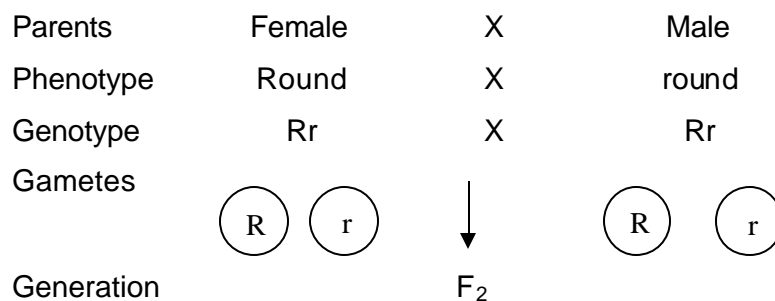 Parents Female X Male
Phenotype Round X round
Genotype Rr X Rr
Gametes
R r R r
Generation F₂